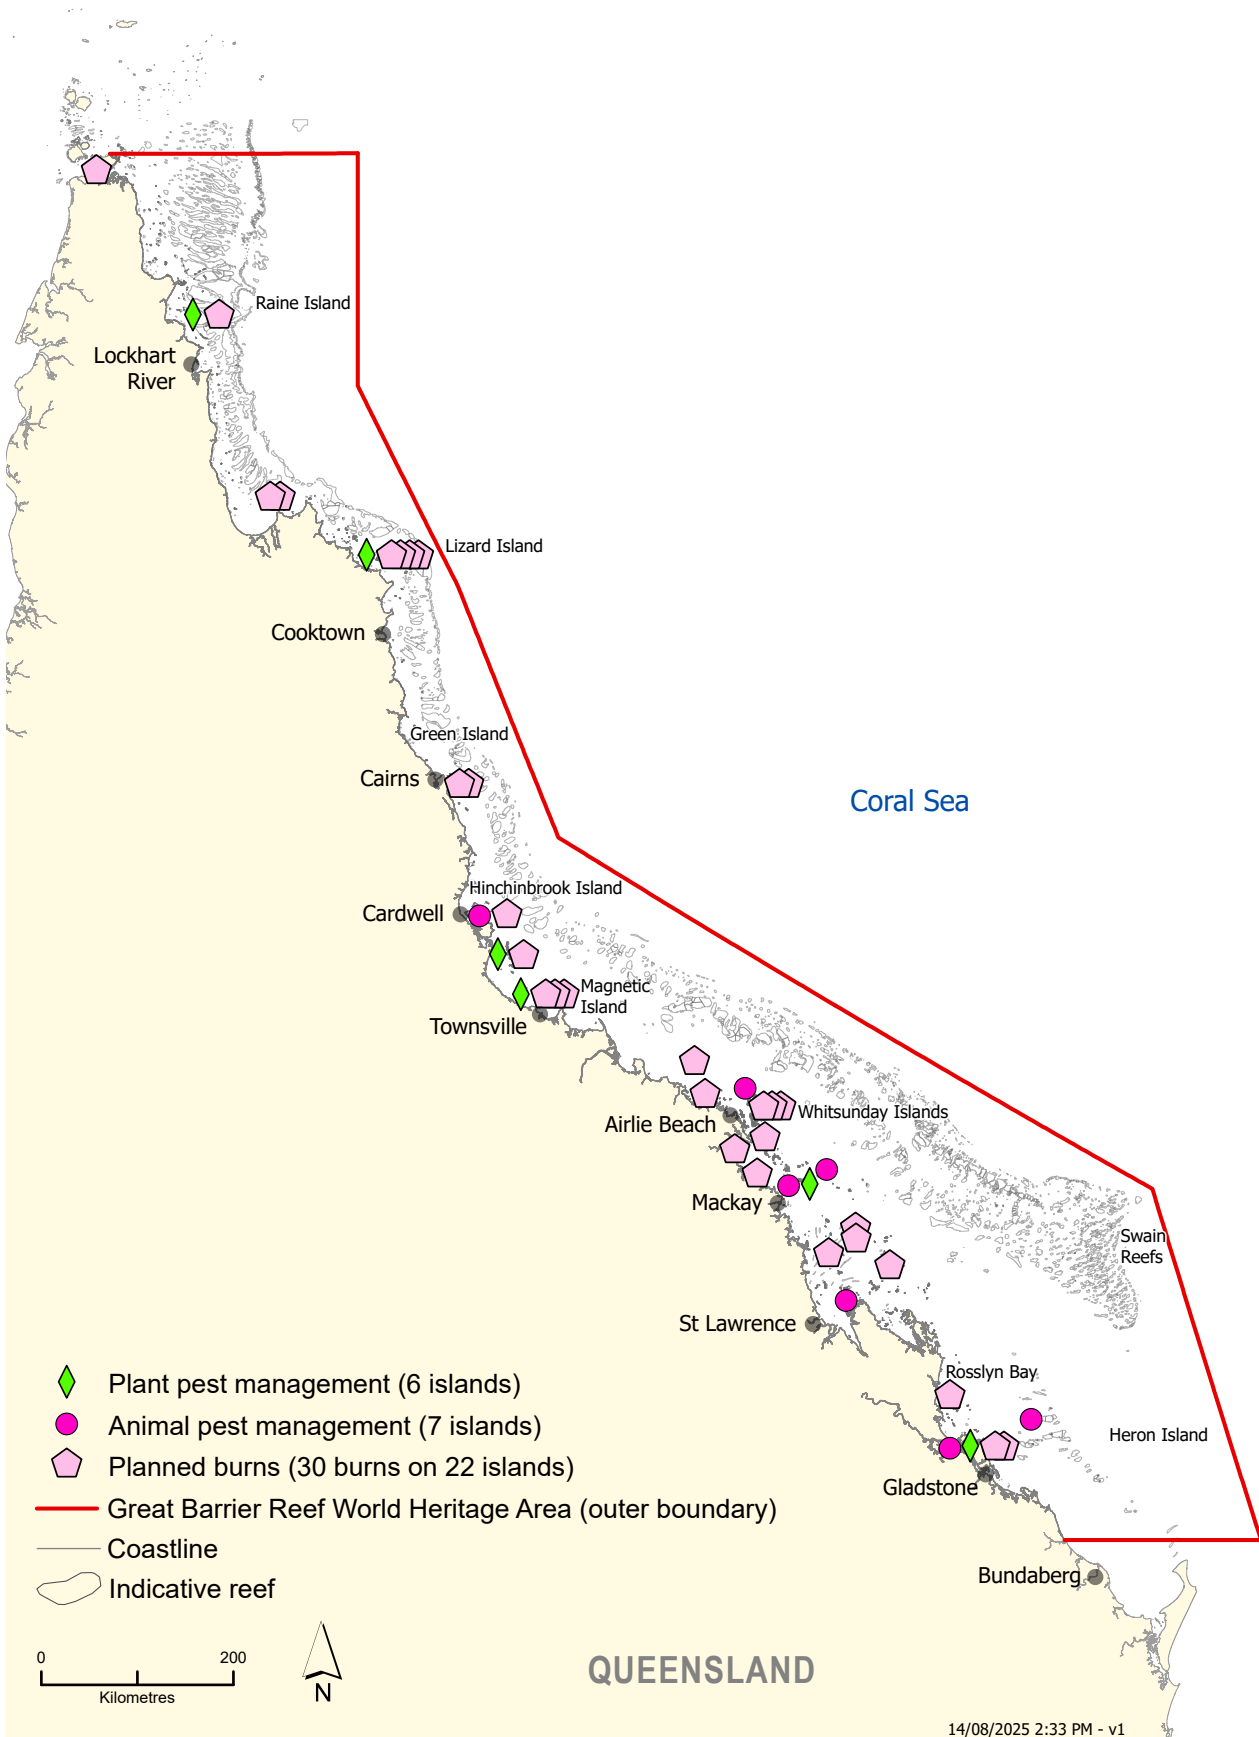 Raine Island
Lockhart
River
Lizard Island
Cooktown
Green Island
Cairns
Coral Sea
Hinchinbrook Island
Cardwell
Magnetic
Island
Townsville
Whitsunday Islands
Airlie Beach
Mackay
Swain
Reefs
St Lawrence
Rosslyn Bay
Heron Island
Gladstone
Bundaberg
Plant pest management (6 islands)
Animal pest management (7 islands)
Planned burns (30 burns on 22 islands)
Great Barrier Reef World Heritage Area (outer boundary)
Coastline
Indicative reef
0 200
Kilometres
N
QUEENSLAND
14/08/2025 2:33 PM - v1